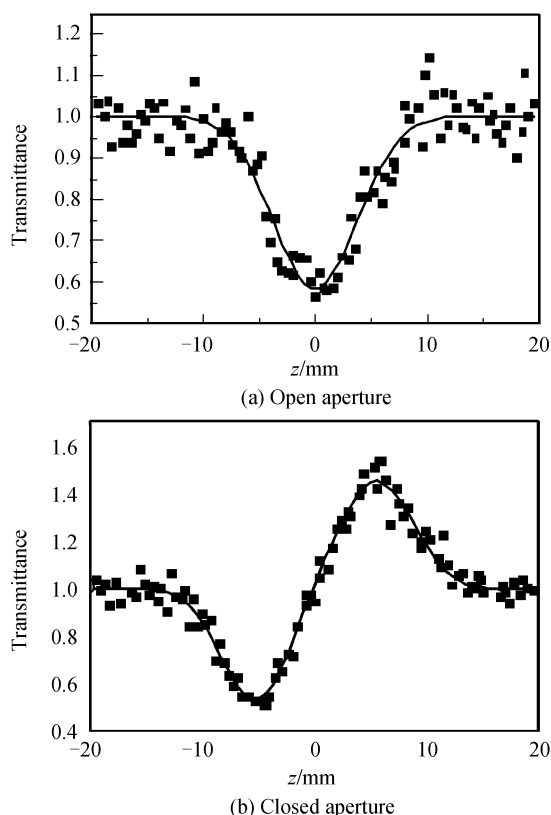 1.2
1.1
1.0
0.9
0.8
0.7
0.6
0.5
Transmittance
−20 −10 0 10 20
z/mm
(a) Open aperture
1.6
1.4
1.2
1.0
0.8
0.6
0.4
Transmittance
−20 −10 0 10 20
z/mm
(b) Closed aperture